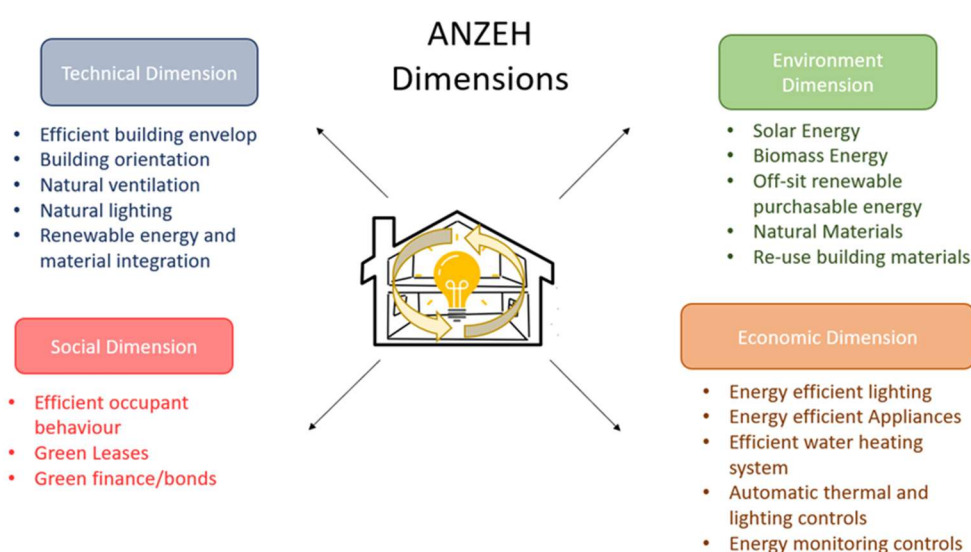 ANZEH
Dimensions
Technical Dimension
• Efficient building envelop
• Building orientation
• Natural ventilation
• Natural lighting
• Renewable energy and
material integration
Environment
Dimension
• Solar Energy
• Biomass Energy
• Off-sit renewable
purchasable energy
• Natural Materials
• Re-use building materials
Social Dimension
• Efficient occupant
behaviour
• Green Leases
• Green finance/bonds
Economic Dimension
• Energy efficient lighting
• Energy efficient Appliances
• Efficient water heating
system
• Automatic thermal and
lighting controls
• Energy monitoring controls